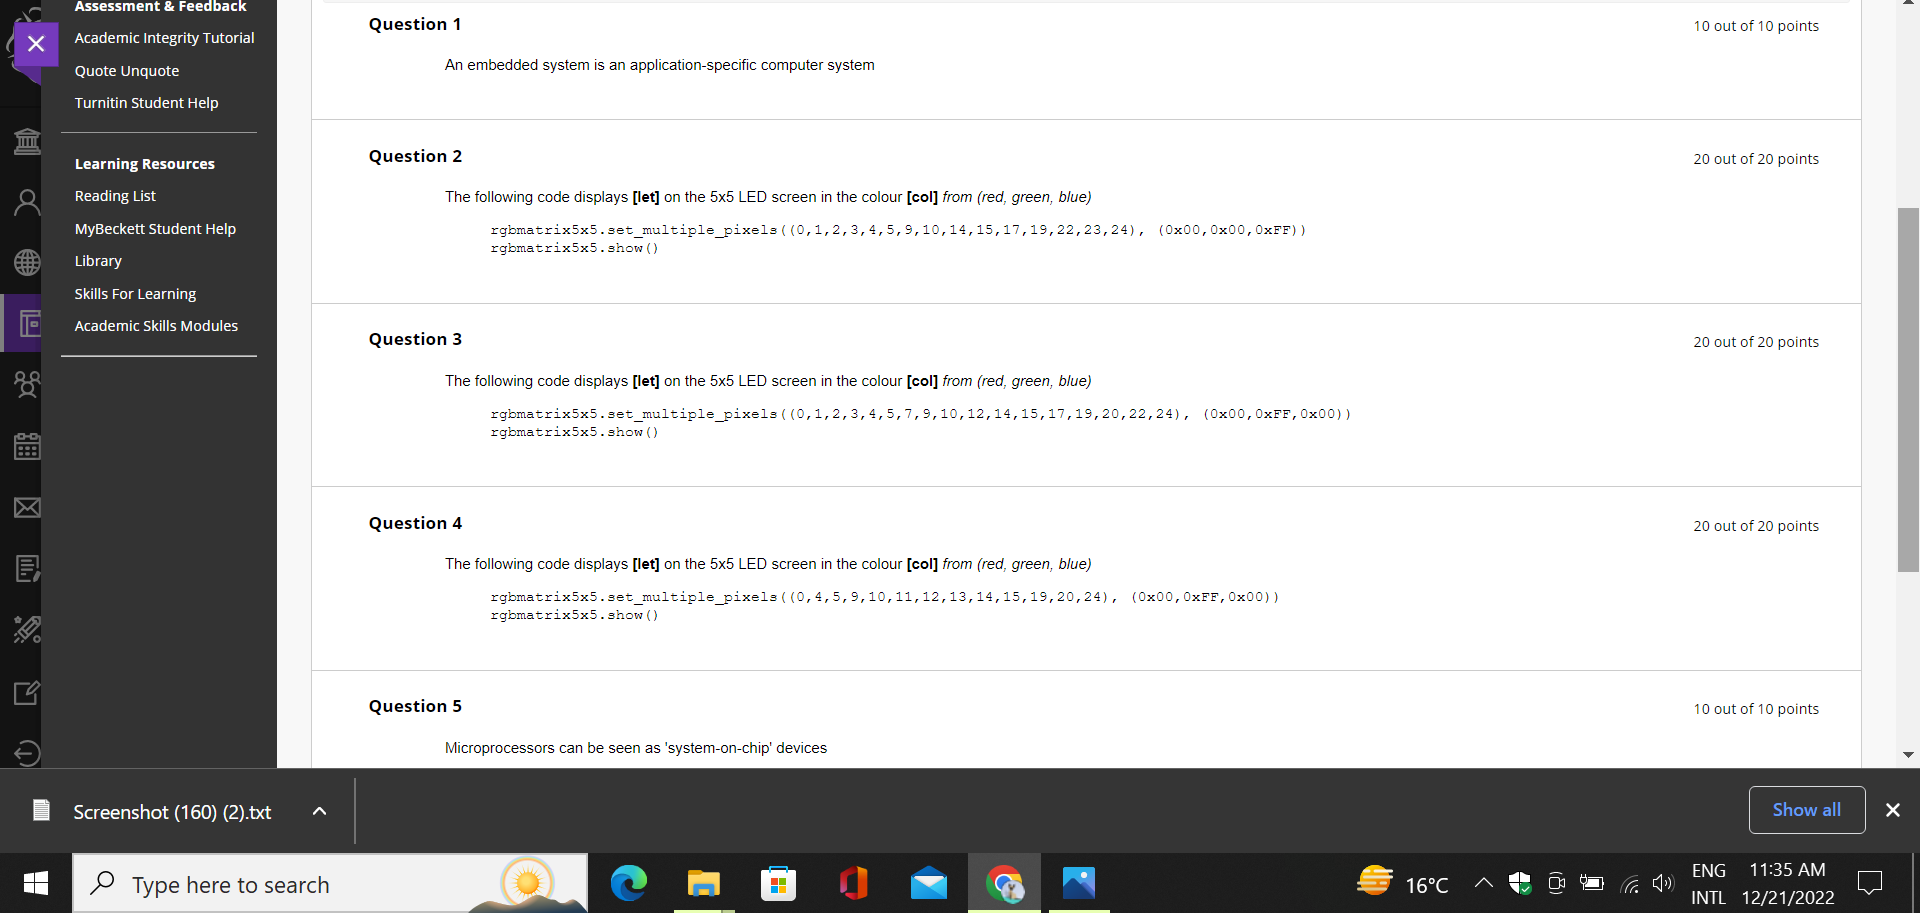 Assessment & Feedback
Academic Integrity Tutorial
Quote Unquote
Turnitin Student Help
Learning Resources
Reading List
MyBeckett Student Help
Library
Skills For Learning
Academic Skills Modules
Question 1
10 out of 10 points
An embedded system is an application-specific computer system
Question 2
20 out of 20 points
The following code displays [let] on the 5x5 LED screen in the colour [col] from (red, green, blue)
rgbmatrix5x5.set_multiple_pixels((0,1,2,3,4,5,9,10,14,15,17,19,22,23,24), (0x00,0x00,0xFF))
rgbmatrix5x5.show()
Question 3
20 out of 20 points
The following code displays [let] on the 5x5 LED screen in the colour [col] from (red, green, blue)
rgbmatrix5x5.set_multiple_pixels((0,1,2,3,4,5,7,9,10,12,14,15,17,19,20,22,24), (0x00,0xFF,0x00))
rgbmatrix5x5.show()
Question 4
20 out of 20 points
The following code displays [let] on the 5x5 LED screen in the colour [col] from (red, green, blue)
rgbmatrix5x5.set_multiple_pixels((0,4,5,9,10,11,12,13,14,15,19,20,24), (0x00,0xFF,0x00))
rgbmatrix5x5.show()
Question 5
10 out of 10 points
Microprocessors can be seen as 'system-on-chip' devices
Screenshot (160) (2).txt
Show all
Type here to search
16°C
ENG
INTL
11:35 AM
12/21/2022